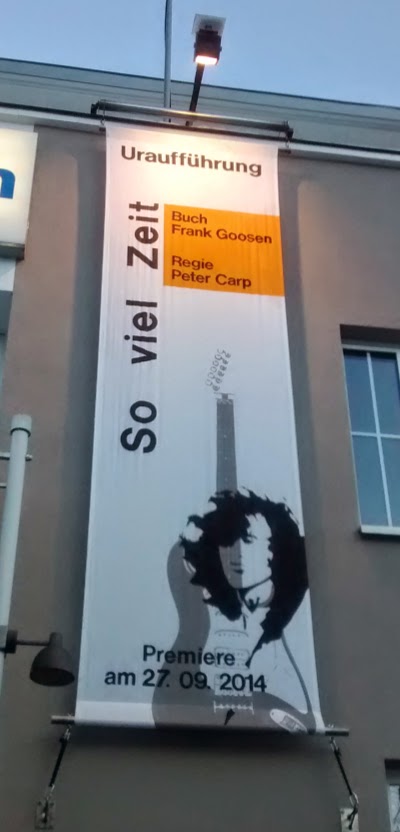 Uraufführung
So viel Zeit
Buch
Frank Goosen
Regie
Peter Carp
Premiere
am 27. 09. 2014